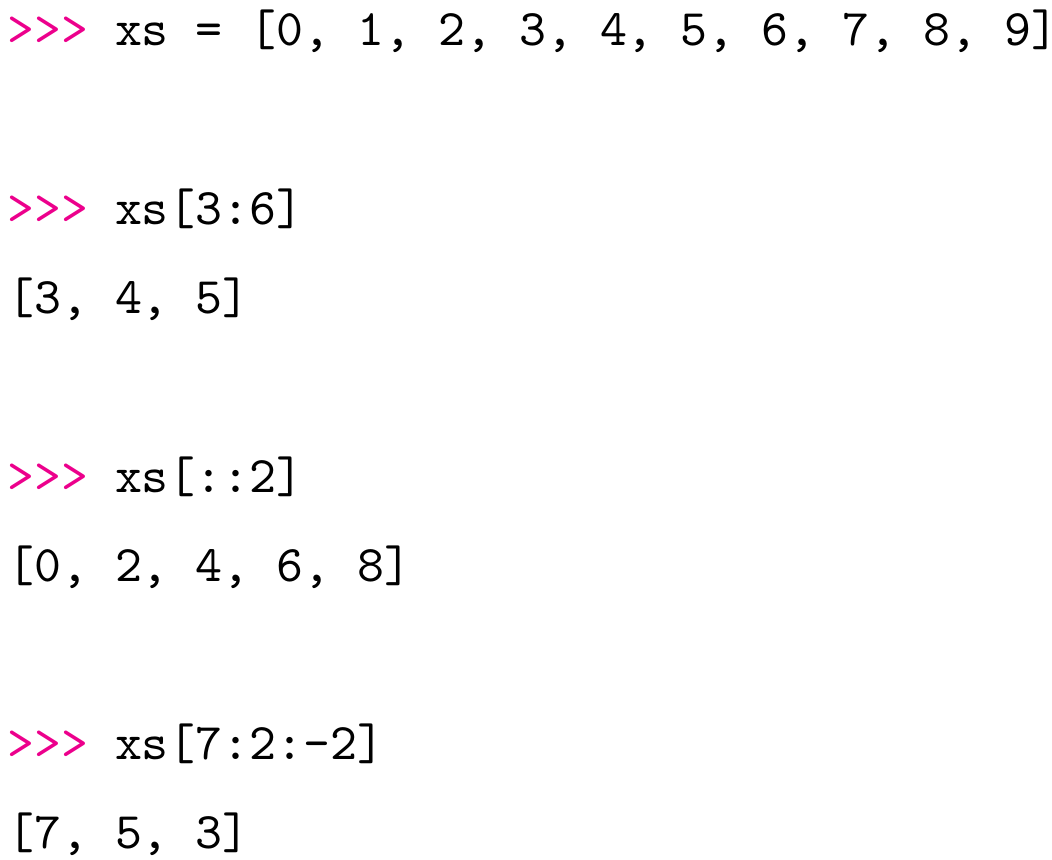 >>> xs = [0, 1, 2, 3, 4, 5, 6, 7, 8, 9]
>>> xs[3:6]
[3, 4, 5]
>>> xs[::2]
[0, 2, 4, 6, 8]
>>> xs[7:2:-2]
[7, 5, 3]